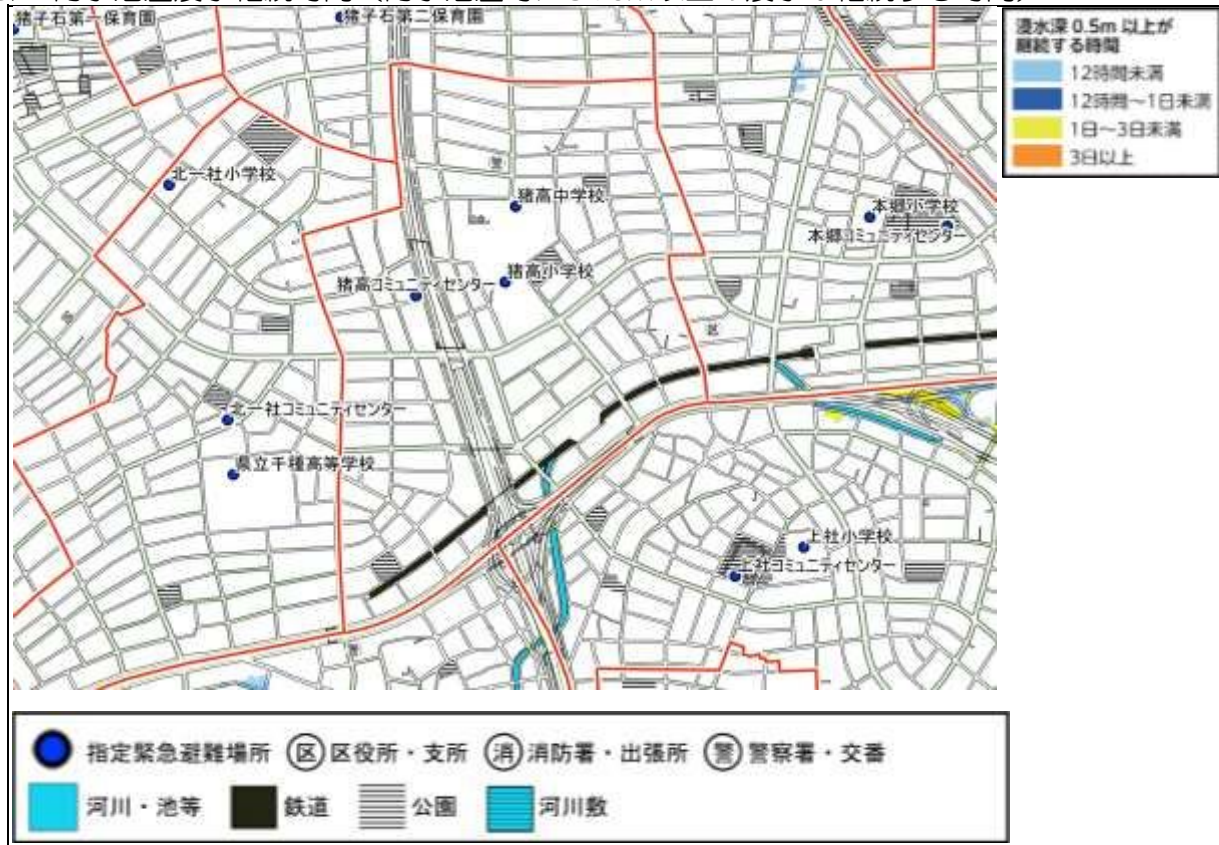 猪子石第一保育園
猪子石第二保育園
浸水深 0.5m 以上が
継続する時間
12時間未満
12時間～1日未満
1日～3日未満
3日以上
北一社小学校
警
猪高中学校
本郷小学校
本郷コミュニティセンター
猪高小学校
猪高コミュニティセンター
区
北一社コミュニティセンター
県立千種高等学校
上社小学校
上社コミュニティセンター
指定緊急避難場所
区 区役所・支所
消 消防署・出張所
警 警察署・交番
河川・池等
鉄道
公園
河川敷